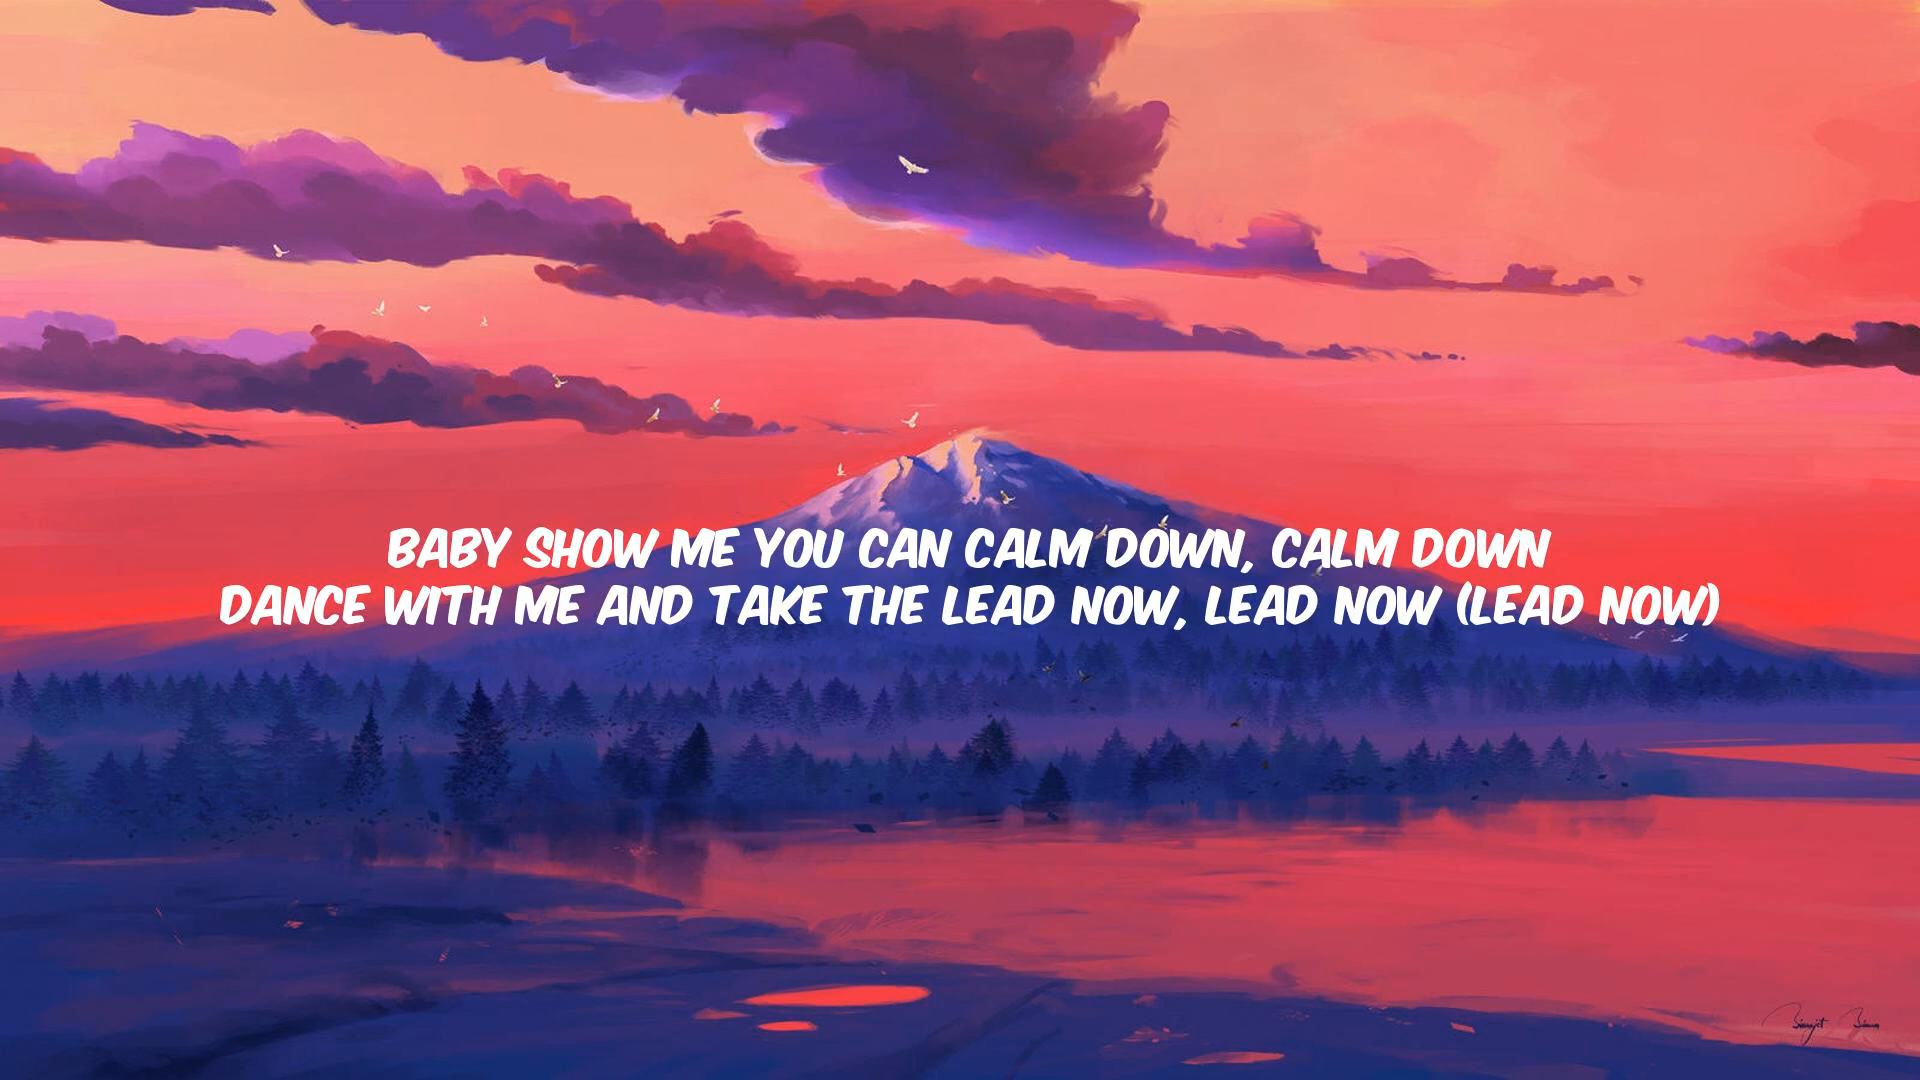 BABY SHOW ME YOU CAN CALM DOWN, CALM DOWN
DANCE WITH ME AND TAKE THE LEAD NOW, LEAD NOW (LEAD NOW)